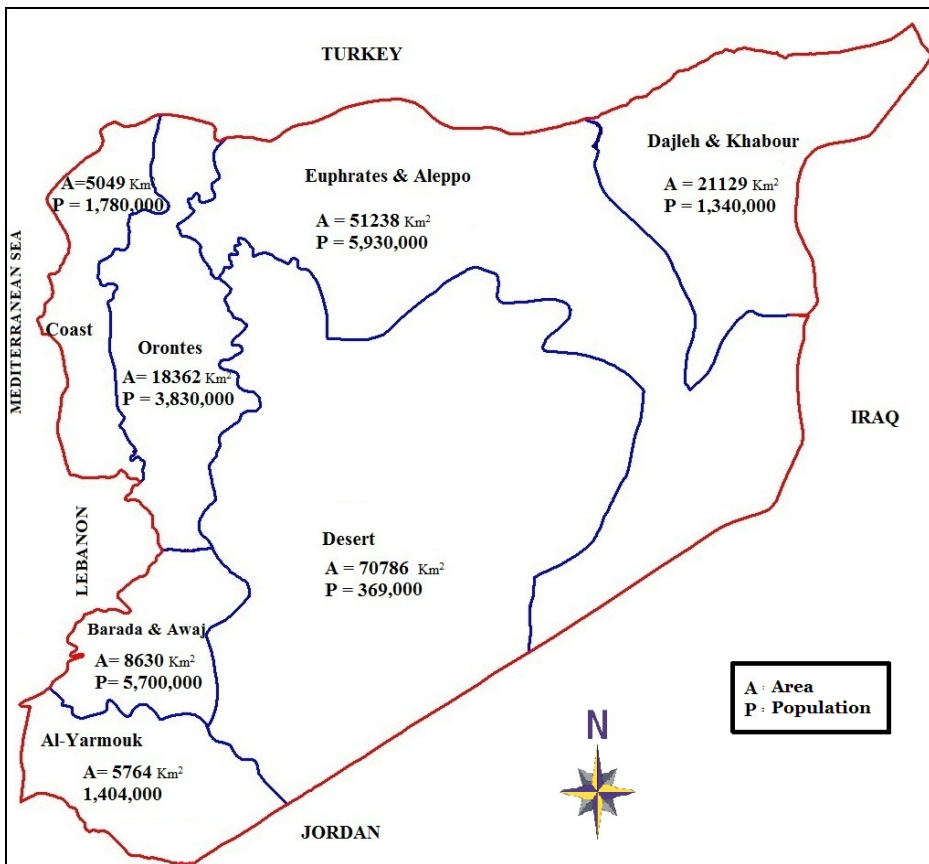 TURKEY
Dajleh & Khabour
A = 21129 Km²
P = 1,340,000
Euphrates & Aleppo
A = 51238 Km²
P = 5,930,000
A=5049 Km²
P = 1,780,000
Coast
MEDITERRANEAN SEA
Orontes
A= 18362 Km²
P = 3,830,000
IRAQ
LEBANON
Desert
A = 70786 Km²
P = 369,000
Barada & Awaj
A= 8630 Km²
P= 5,700,000
Al-Yarmouk
A= 5764 Km²
1,404,000
JORDAN
N
A : Area
P : Population